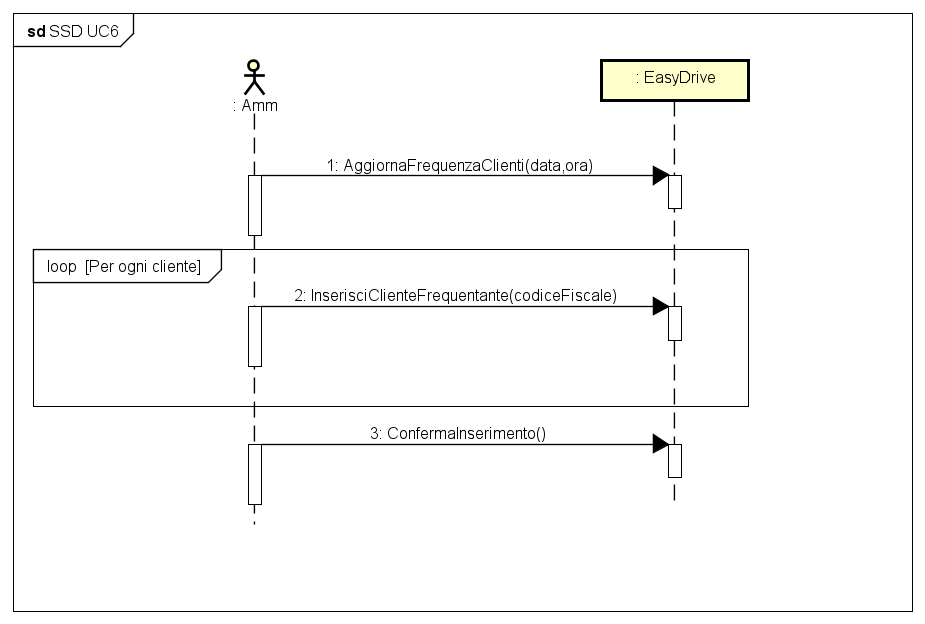 sd SSD UC6
: Amm
: EasyDrive
1: AggiornaFrequenzaClienti(data,ora)
loop [Per ogni cliente]
2: InserisciClienteFrequentante(codiceFiscale)
3: ConfermaInserimento()